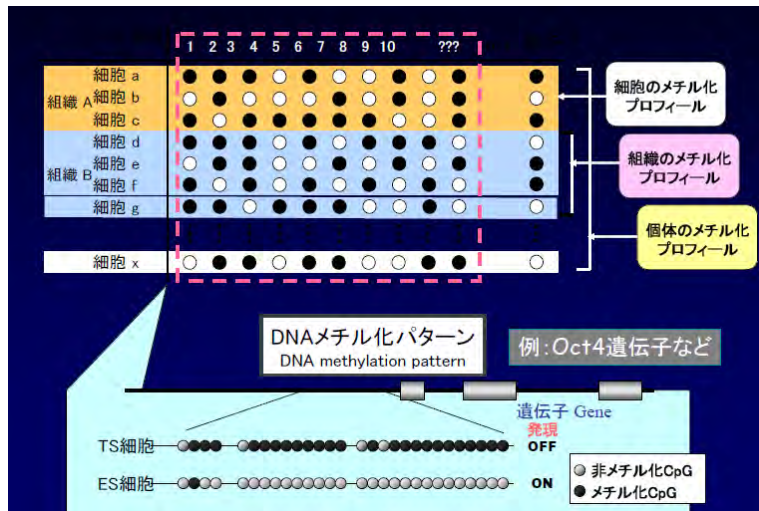 1 2 3 4 5 6 7 8 9 10 ???
組織 A
細胞 a
細胞 b
細胞 c
組織 B
細胞 d
細胞 e
細胞 f
細胞 g
細胞 x
細胞のメチル化
プロフィール
組織のメチル化
プロフィール
個体のメチル化
プロフィール
DNAメチル化パターン
DNA methylation pattern
例:Oct4遺伝子など
遺伝子 Gene
発現
TS細胞
OFF
ES細胞
ON
非メチル化CpG
メチル化CpG